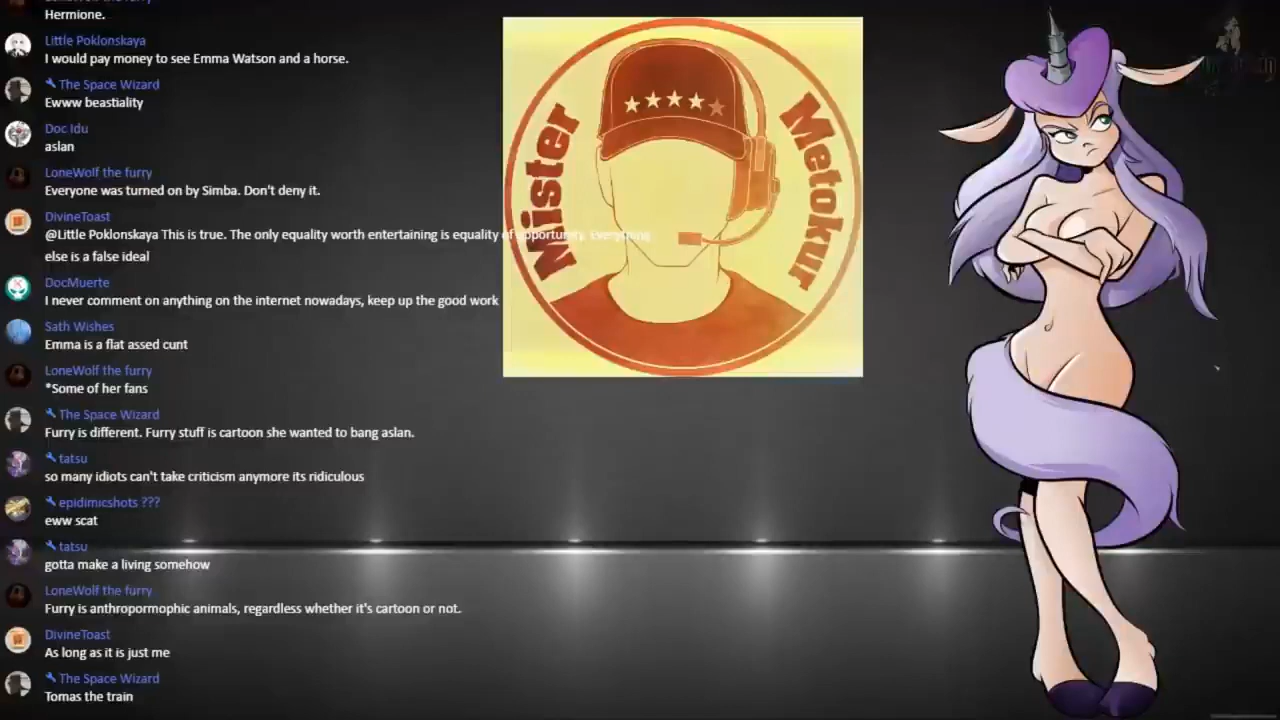 Hermione.
Little Poklonskaya
I would pay money to see Emma Watson and a horse.
The Space Wizard
Ewww beastiality
Doc Idu
aslan
LoneWolf the furry
Everyone was turned on by Simba. Don't deny it.
DivineToast
@Little Poklonskaya This is true. The only equality worth entertaining is equality of opportunity. Everything
else is a false ideal
DocMuerte
I never comment on anything on the internet nowadays, keep up the good work
Sath Wishes
Emma is a flat assed cunt
LoneWolf the furry
*Some of her fans
The Space Wizard
Furry is different. Furry stuff is cartoon she wanted to bang aslan.
tatsu
so many idiots can't take criticism anymore its ridiculous
epidimicshots ???
eww scat
tatsu
gotta make a living somehow
LoneWolf the furry
Furry is anthropormophic animals, regardless whether it's cartoon or not.
DivineToast
As long as it is just me
The Space Wizard
Tomas the train
Mister
Metokur